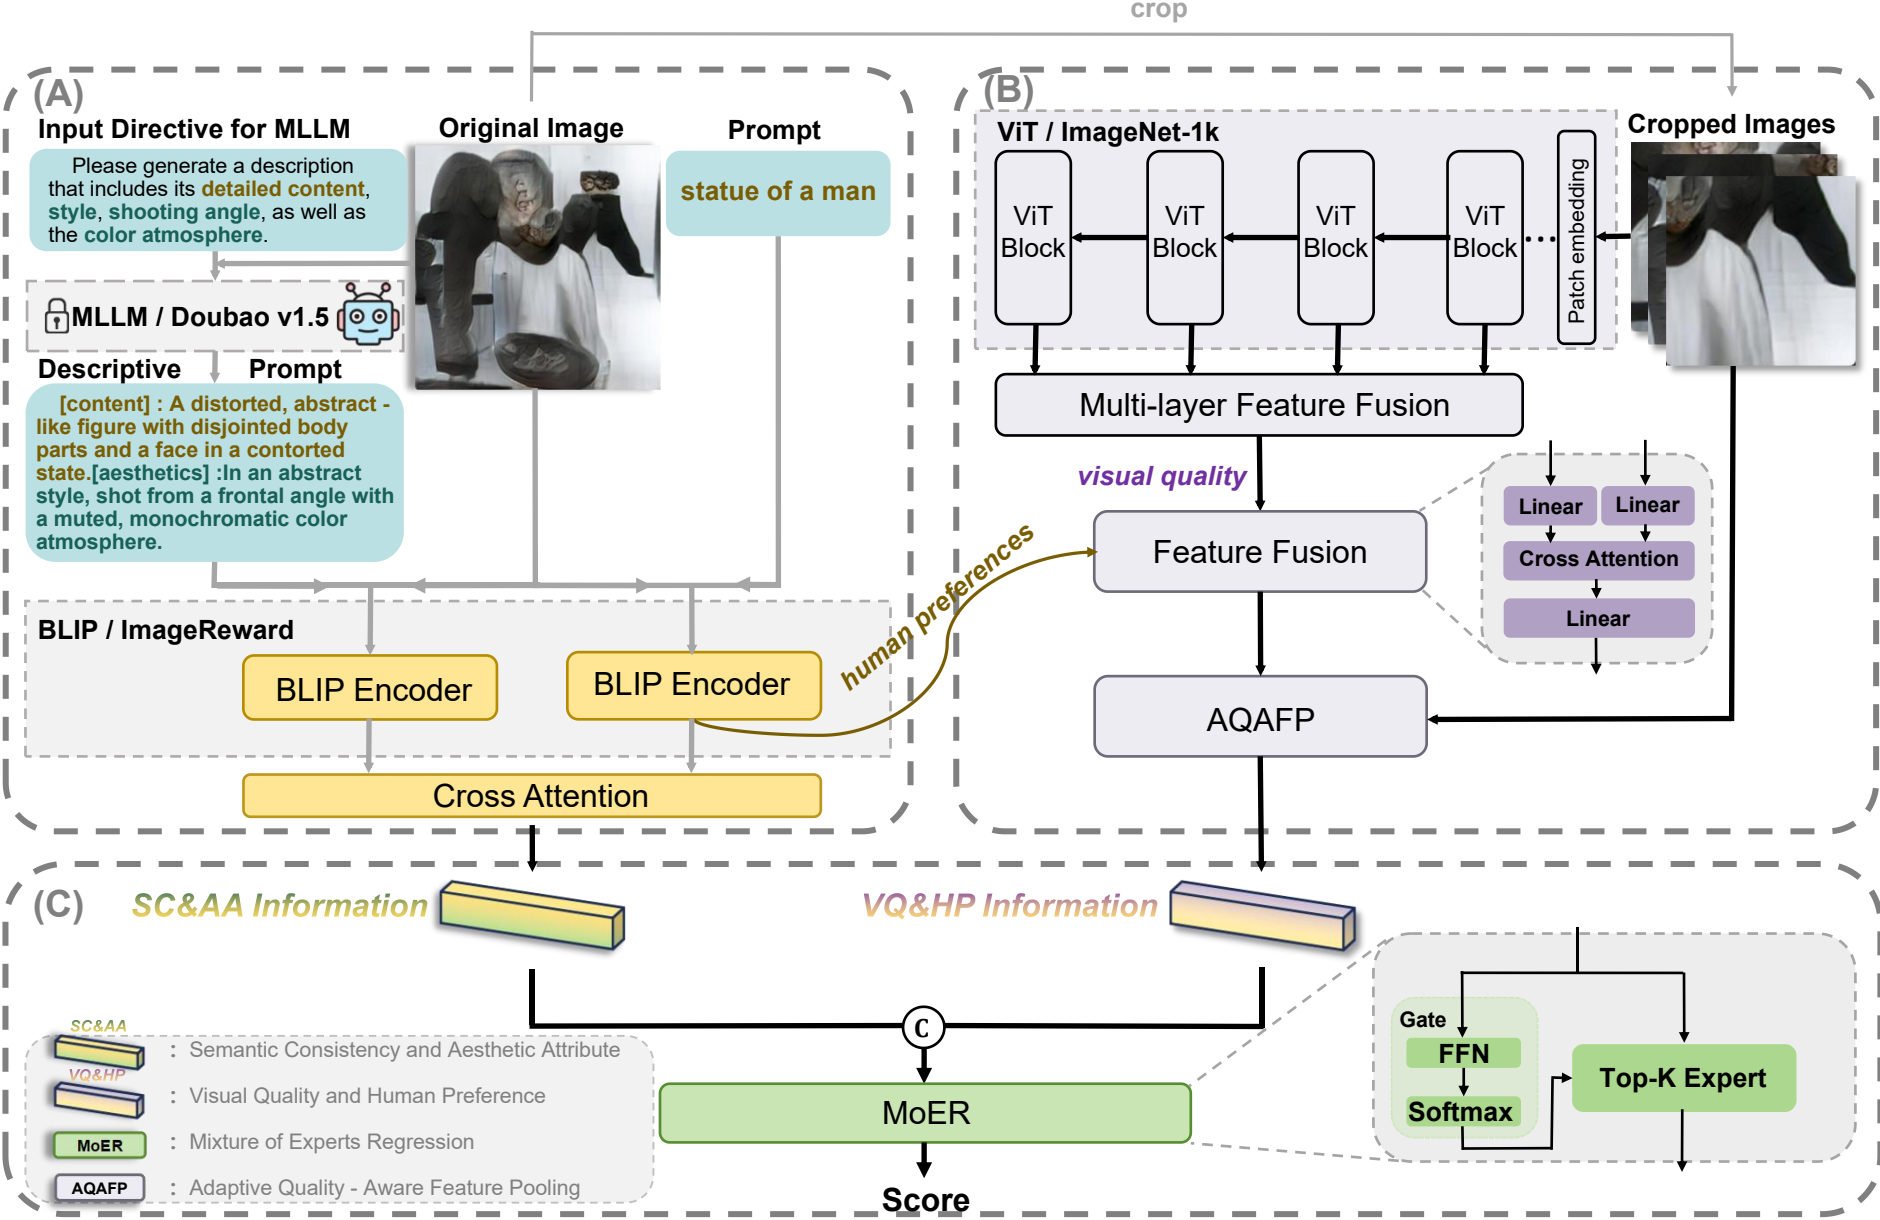 crop
(A)
Input Directive for MLLM
Please generate a description
that includes its detailed content,
style, shooting angle, as well as
the color atmosphere.
Original Image
Prompt
statue of a man
MLLM / Doubao v1.5
Descriptive Prompt
[content] : A distorted, abstract -
like figure with disjointed body
parts and a face in a contorted
state.[aesthetics] :In an abstract
style, shot from a frontal angle with
a muted, monochromatic color
atmosphere.
BLIP / ImageReward
BLIP Encoder
BLIP Encoder
Cross Attention
human preferences
(B)
ViT / ImageNet-1k
ViT
Block
ViT
Block
ViT
Block
ViT
Block
...
Patch embedding
Cropped Images
Multi-layer Feature Fusion
visual quality
Feature Fusion
Linear
Linear
Cross Attention
Linear
AQAFP
(C)
SC&AA Information
VQ&HP Information
C
MoER
Score
Gate
FFN
Softmax
Top-K Expert
SC&AA
: Semantic Consistency and Aesthetic Attribute
VQ&HP
: Visual Quality and Human Preference
MoER : Mixture of Experts Regression
AQAFP : Adaptive Quality - Aware Feature Pooling